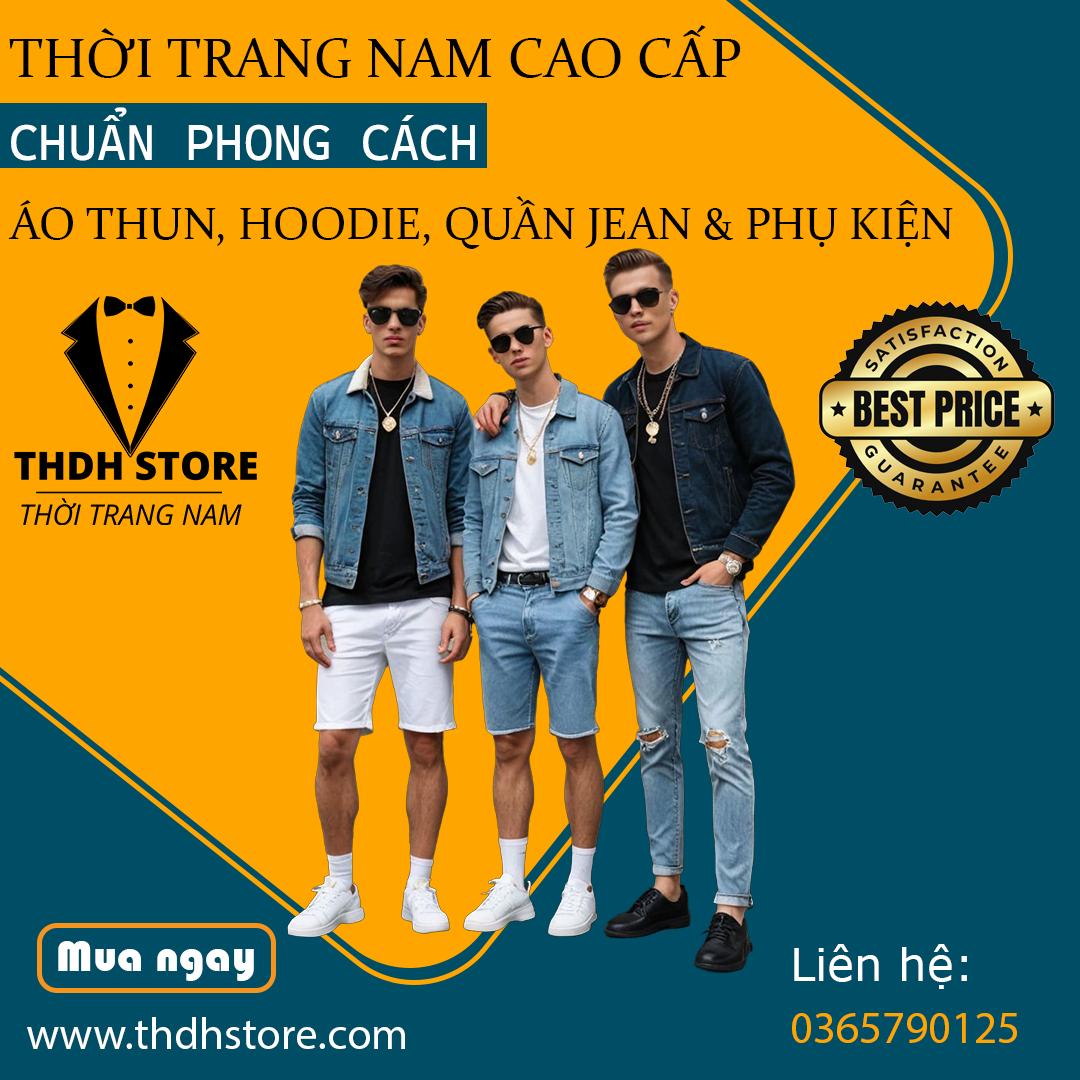 THỜI TRANG NAM CAO CẤP
CHUẨN PHONG CÁCH
ÁO THUN, HOODIE, QUẦN JEAN & PHỤ KIỆN
THDH STORE
THỜI TRANG NAM
SATISFACTION
BEST PRICE
GUARANTEE
Mua ngay
www.thdhstore.com
Liên hệ:
0365790125